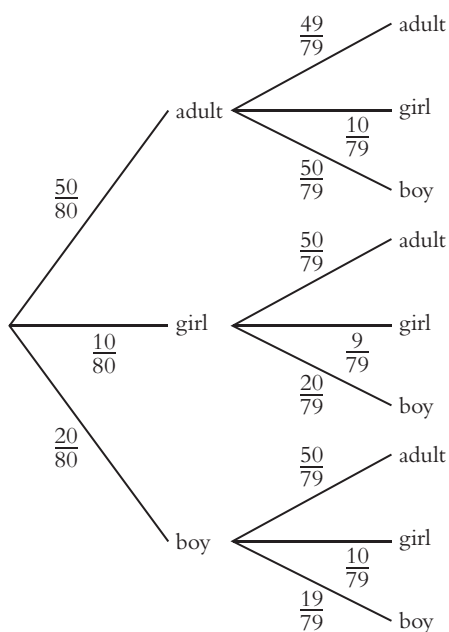 49/79 adult
adult
10/79 girl
50/80
50/79 boy
50/79 adult
girl
10/80
9/79 girl
20/79 boy
20/80
50/79 adult
boy
10/79 girl
19/79 boy